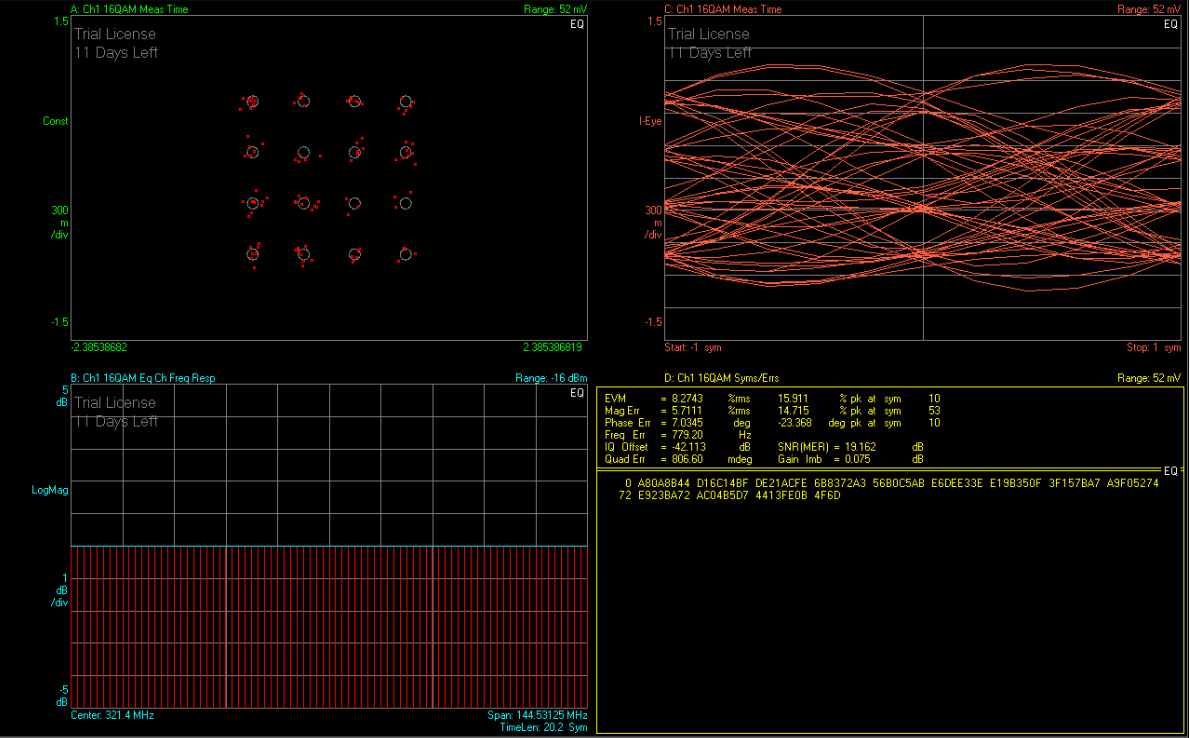 A: Ch1 16QAM Meas Time Range: 52 mV
1.5 EQ
Trial License
11 Days Left
Const
300
m
/div
-1.5
-2.38538682 2.385386819
C: Ch1 16QAM Meas Time Range: 52 mV
1.5 EQ
Trial License
11 Days Left
I-Eye
300
m
/div
-1.5
Start: -1 sym Stop: 1 sym
B: Ch1 16QAM Eq Ch Freq Resp Range: -16 dBm
5 EQ
dB
Trial License
11 Days Left
LogMag
1
dB
/div
-5
dB
Center: 321.4 MHz Span: 144.53125 MHz
TimeLen: 20.2 Sym
D: Ch1 16QAM Syms/Errs Range: 52 mV
EVM = 8.2743 %rms 15.911 % pk at sym 10
Mag Err = 5.7111 %rms 14.715 % pk at sym 53
Phase Err = 7.0345 deg -23.368 deg pk at sym 10
Freq Err = 779.20 Hz
IQ Offset = -42.113 dB SNR(MER) = 19.162 dB
Quad Err = 806.60 mdeg Gain Imb = 0.075 dB
EQ
0 A80A8B44 D16C14BF DE21ACFE 6B8372A3 56B0C5AB E6DEE33E E19B350F 3F157BA7 A9F05274
72 E923BA72 AC04B5D7 4413FE0B 4F6D